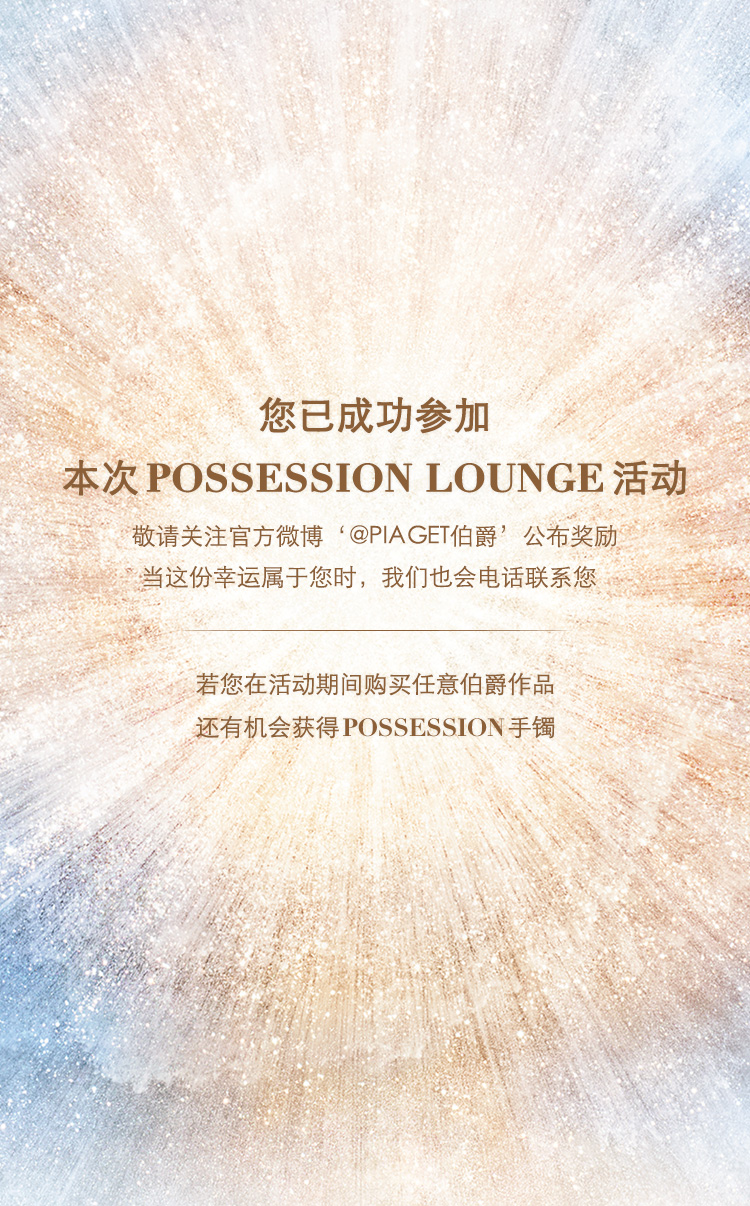 您已成功参加
本次 POSSESSION LOUNGE 活动
敬请关注官方微博‘@PIAGET伯爵’公布奖励
当这份幸运属于您时，我们也会电话联系您
若您在活动期间购买任意伯爵作品
还有机会获得POSSESSION手镯